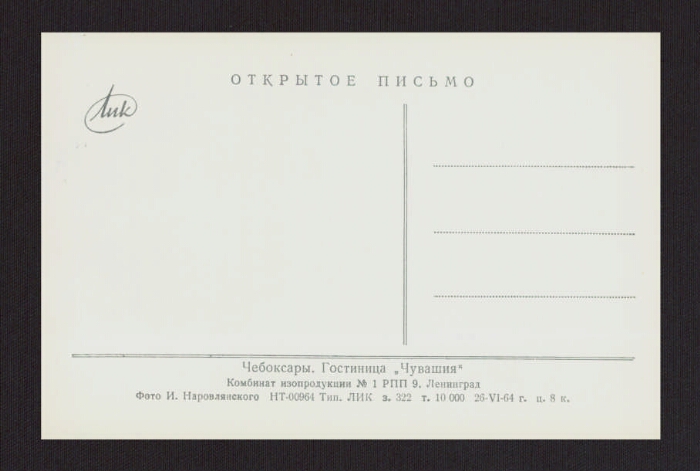 ОТКРЫТОЕ ПИСЬМО
Лик
Чебоксары. Гостиница „Чувашия“
Комбинат изопродукции № 1 РПП 9, Ленинград
Фото И. Наровлянского НТ-00964 Тип. ЛИК з. 322 т. 10 000 26-VI-64 г. ц. 8 к.